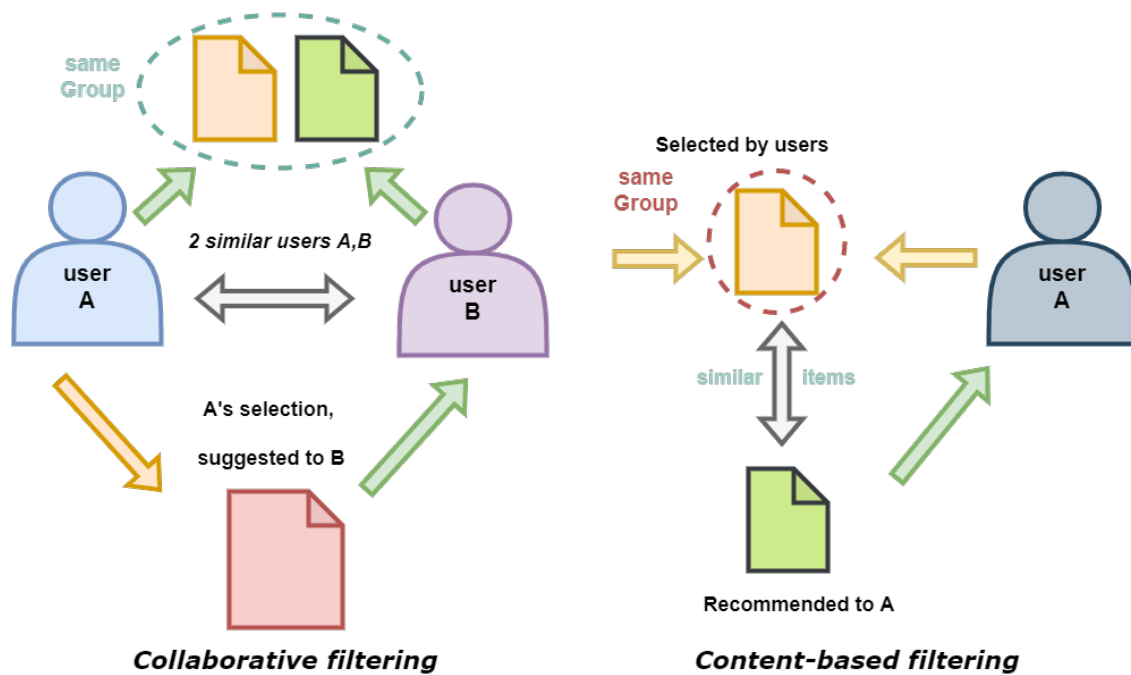 same
Group
2 similar users A,B
user
A
user
B
A's selection,
suggested to B
Collaborative filtering
Selected by users
same
Group
user
A
similar items
Recommended to A
Content-based filtering